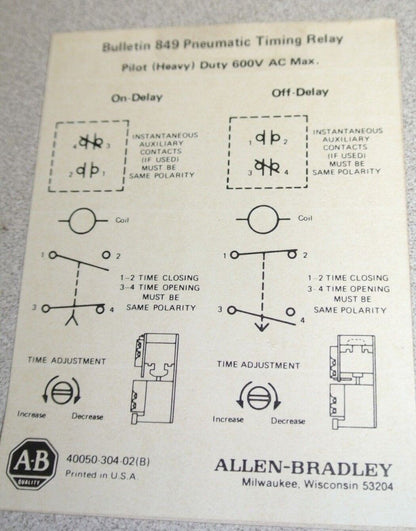 Bulletin 849 Pneumatic Timing Relay
Pilot (Heavy) Duty 600V AC Max.
On-Delay
Off-Delay
4 3
2 1
INSTANTANEOUS
AUXILIARY
CONTACTS
(IF USED)
MUST BE
SAME POLARITY
1 2
3 4
INSTANTANEOUS
AUXILIARY
CONTACTS
(IF USED)
MUST BE
SAME POLARITY
Coil
Coil
1 2
3 4
1-2 TIME CLOSING
3-4 TIME OPENING
MUST BE
SAME POLARITY
1 2
3 4
1-2 TIME CLOSING
3-4 TIME OPENING
MUST BE
SAME POLARITY
TIME ADJUSTMENT
Increase Decrease
TIME ADJUSTMENT
Increase Decrease
A-B
QUALITY
40050-304-02(B)
Printed in U.S.A
ALLEN-BRADLEY
Milwaukee, Wisconsin 53204